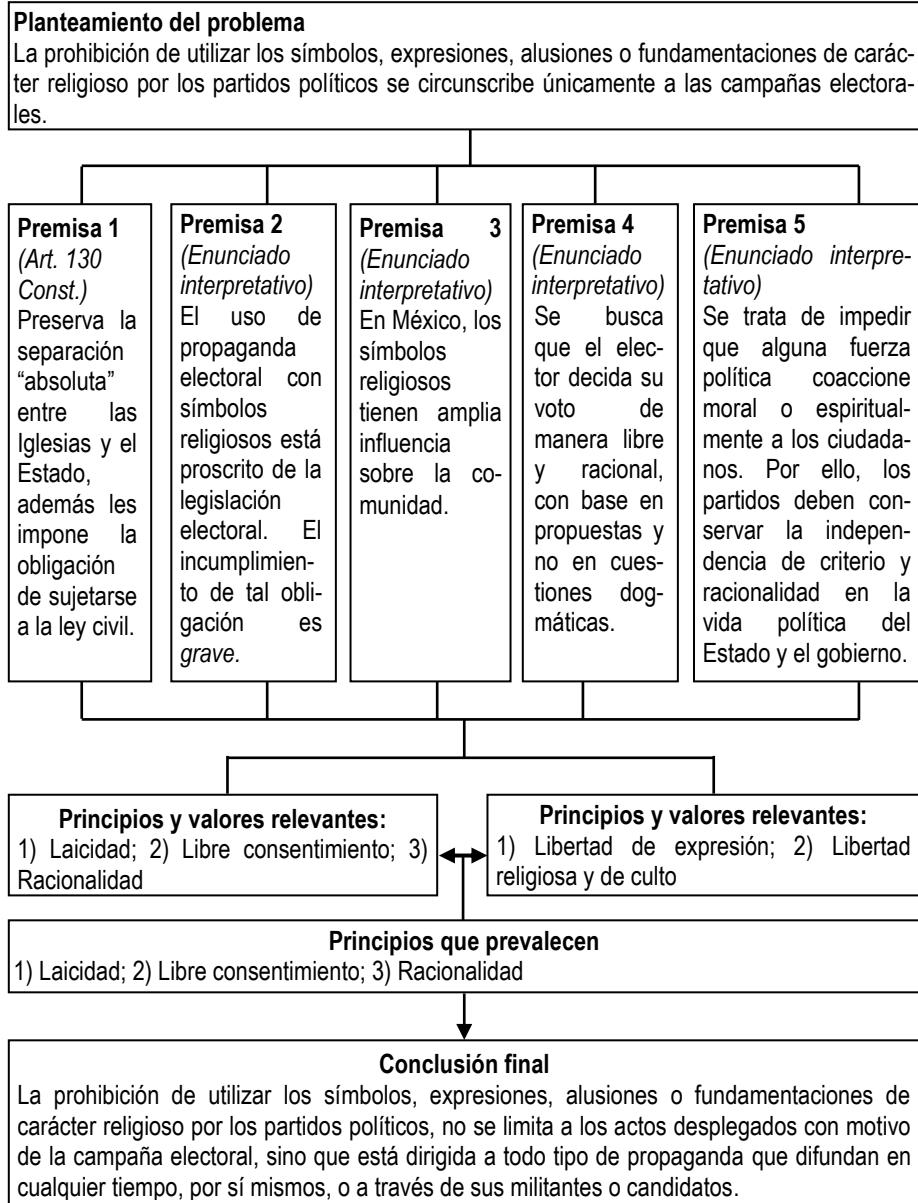 Planteamiento del problema
La prohibición de utilizar los símbolos, expresiones, alusiones o fundamentaciones de carác-
ter religioso por los partidos políticos se circunscribe únicamente a las campañas electora-
les.
Premisa 1
(Art. 130
Const.)
Preserva la
separación
“absoluta”
entre las
Iglesias y el
Estado,
además les
impone la
obligación
de sujetarse
a la ley civil.
Premisa 2
(Enunciado
interpretativo)
El uso de
propaganda
electoral con
símbolos
religiosos está
proscrito de la
legislación
electoral. El
incumplimien-
to de tal obli-
gación es
grave.
Premisa 3
(Enunciado
interpretativo)
En México, los
símbolos
religiosos
tienen amplia
influencia
sobre la co-
munidad.
Premisa 4
(Enunciado
interpretativo)
Se busca
que el elec-
tor decida su
voto de
manera libre
y racional,
con base en
propuestas y
no en cues-
tiones dog-
máticas.
Premisa 5
(Enunciado interpre-
tativo)
Se trata de impedir
que alguna fuerza
política coaccione
moral o espiritual-
mente a los ciudada-
nos. Por ello, los
partidos deben con-
servar la indepen-
dencia de criterio y
racionalidad en la
vida política del
Estado y el gobierno.
Principios y valores relevantes:
1) Laicidad; 2) Libre consentimiento; 3)
Racionalidad
Principios y valores relevantes:
1) Libertad de expresión; 2) Libertad
religiosa y de culto
Principios que prevalecen
1) Laicidad; 2) Libre consentimiento; 3) Racionalidad
Conclusión final
La prohibición de utilizar los símbolos, expresiones, alusiones o fundamentaciones de
carácter religioso por los partidos políticos, no se limita a los actos desplegados con motivo
de la campaña electoral, sino que está dirigida a todo tipo de propaganda que difundan en
cualquier tiempo, por sí mismos, o a través de sus militantes o candidatos.